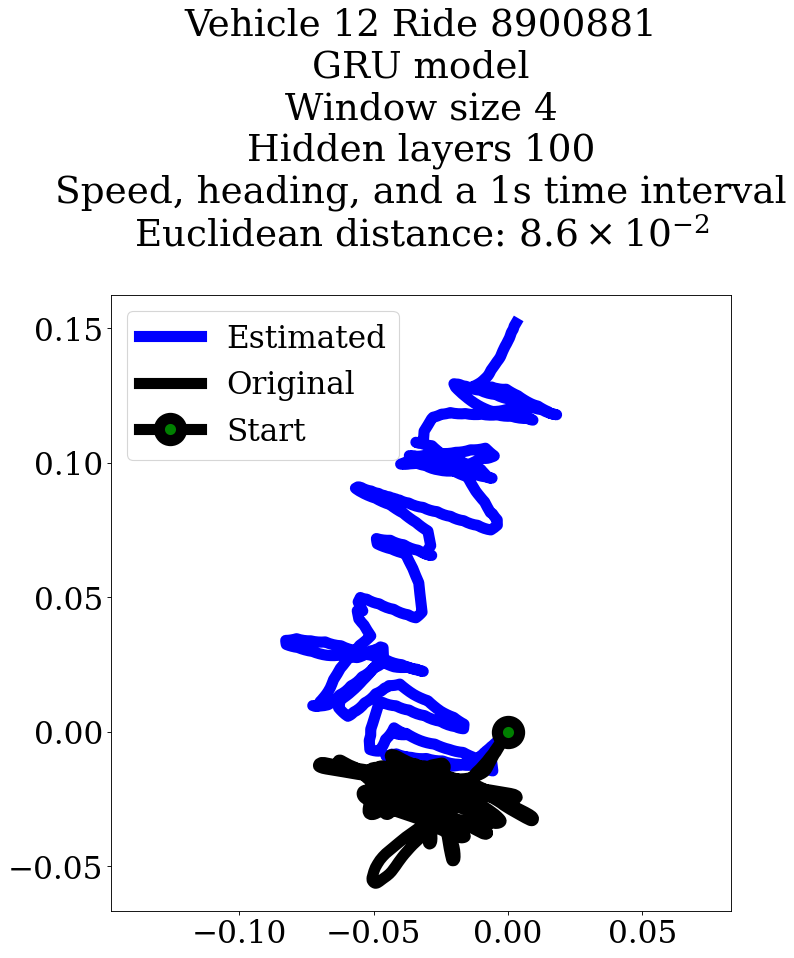 Vehicle 12 Ride 8900881
GRU model
Window size 4
Hidden layers 100
Speed, heading, and a 1s time interval
Euclidean distance: 8.6 × 10⁻²
Estimated
Original
Start
0.15
0.10
0.05
0.00
−0.05
−0.10
−0.05
0.00
0.05